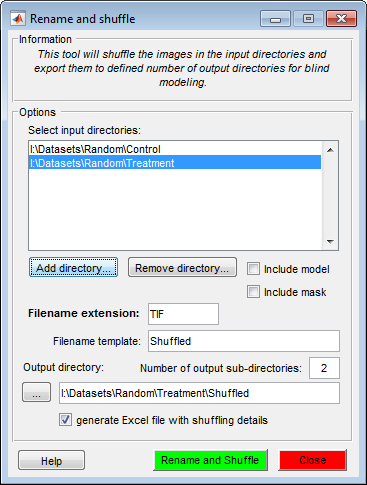 Rename and shuffle
Information
This tool will shuffle the images in the input directories and
export them to defined number of output directories for blind
modeling.
Options
Select input directories:
I:\Datasets\Random\Control
I:\Datasets\Random\Treatment
Add directory...
Remove directory...
Include model
Include mask
Filename extension:
TIF
Filename template:
Shuffled
Output directory:
Number of output sub-directories:
2
...
I:\Datasets\Random\Treatment\Shuffled
generate Excel file with shuffling details
Help
Rename and Shuffle
Close